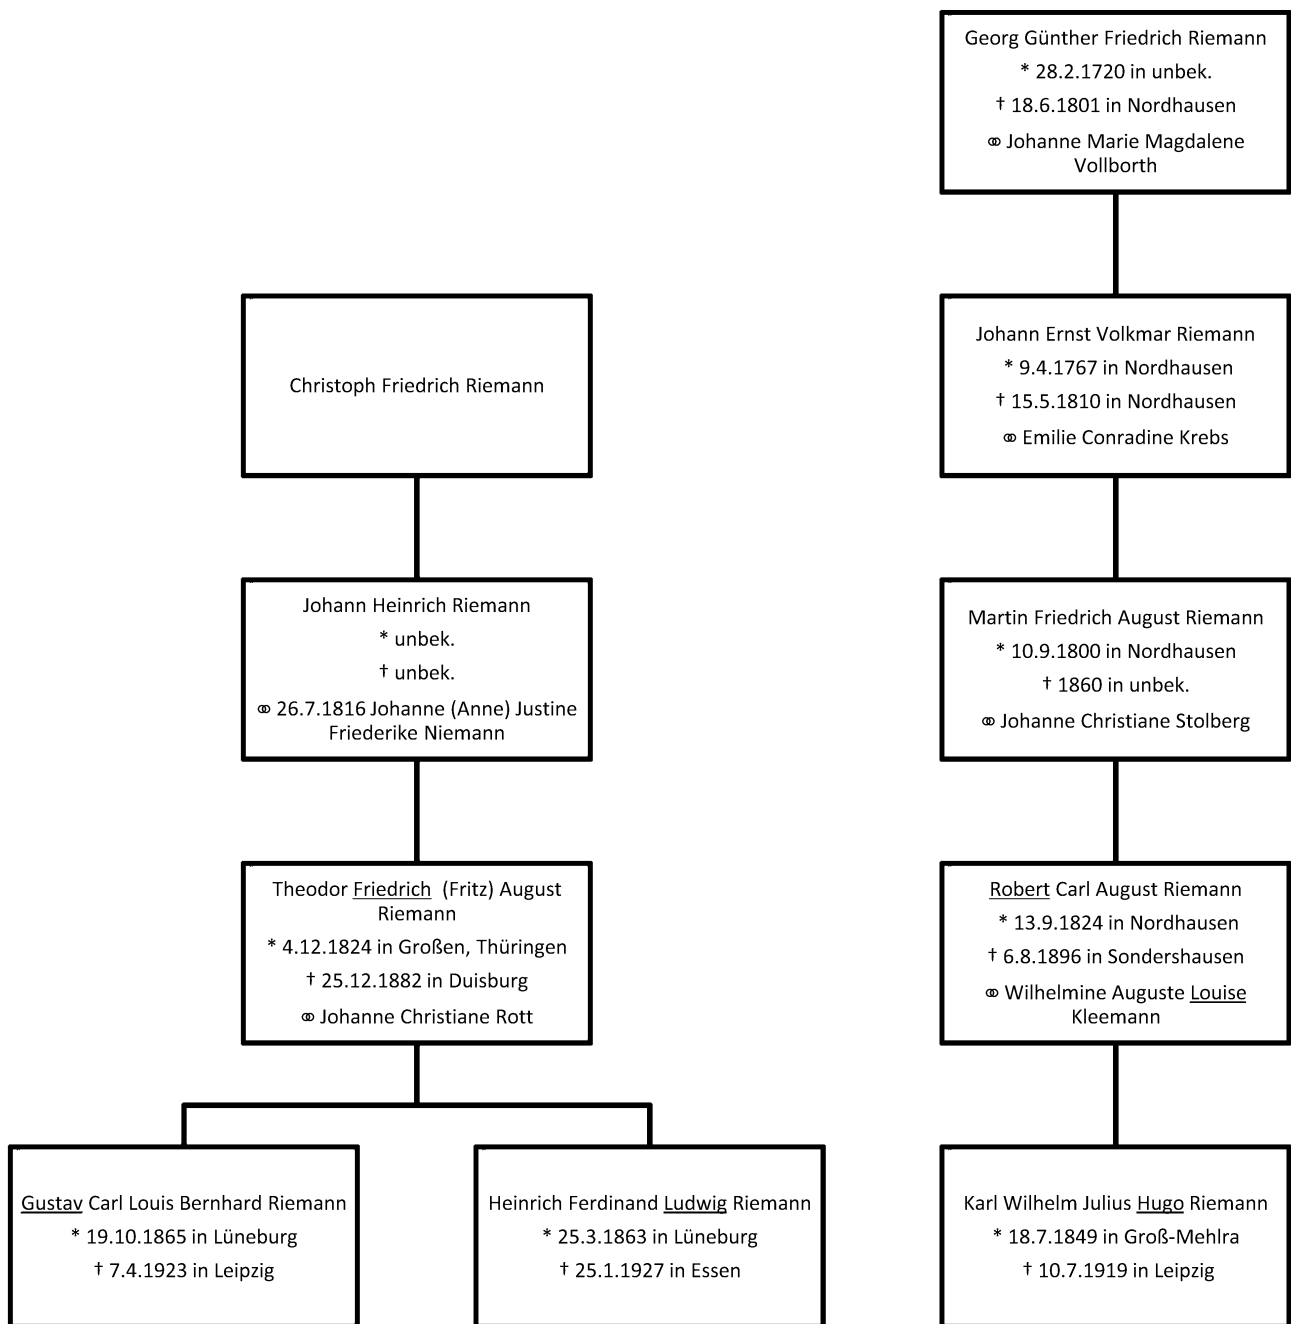 Georg Günther Friedrich Riemann
* 28.2.1720 in unbek.
† 18.6.1801 in Nordhausen
⚭ Johanne Marie Magdalene
Vollborth
Christoph Friedrich Riemann
Johann Ernst Volkmar Riemann
* 9.4.1767 in Nordhausen
† 15.5.1810 in Nordhausen
⚭ Emilie Conradine Krebs
Johann Heinrich Riemann
* unbek.
† unbek.
⚭ 26.7.1816 Johanne (Anne) Justine
Friederike Niemann
Martin Friedrich August Riemann
* 10.9.1800 in Nordhausen
† 1860 in unbek.
⚭ Johanne Christiane Stolberg
Theodor Friedrich (Fritz) August
Riemann
* 4.12.1824 in Großen, Thüringen
† 25.12.1882 in Duisburg
⚭ Johanne Christiane Rott
Robert Carl August Riemann
* 13.9.1824 in Nordhausen
† 6.8.1896 in Sondershausen
⚭ Wilhelmine Auguste Louise
Kleemann
Gustav Carl Louis Bernhard Riemann
* 19.10.1865 in Lüneburg
† 7.4.1923 in Leipzig
Heinrich Ferdinand Ludwig Riemann
* 25.3.1863 in Lüneburg
† 25.1.1927 in Essen
Karl Wilhelm Julius Hugo Riemann
* 18.7.1849 in Groß-Mehlra
† 10.7.1919 in Leipzig